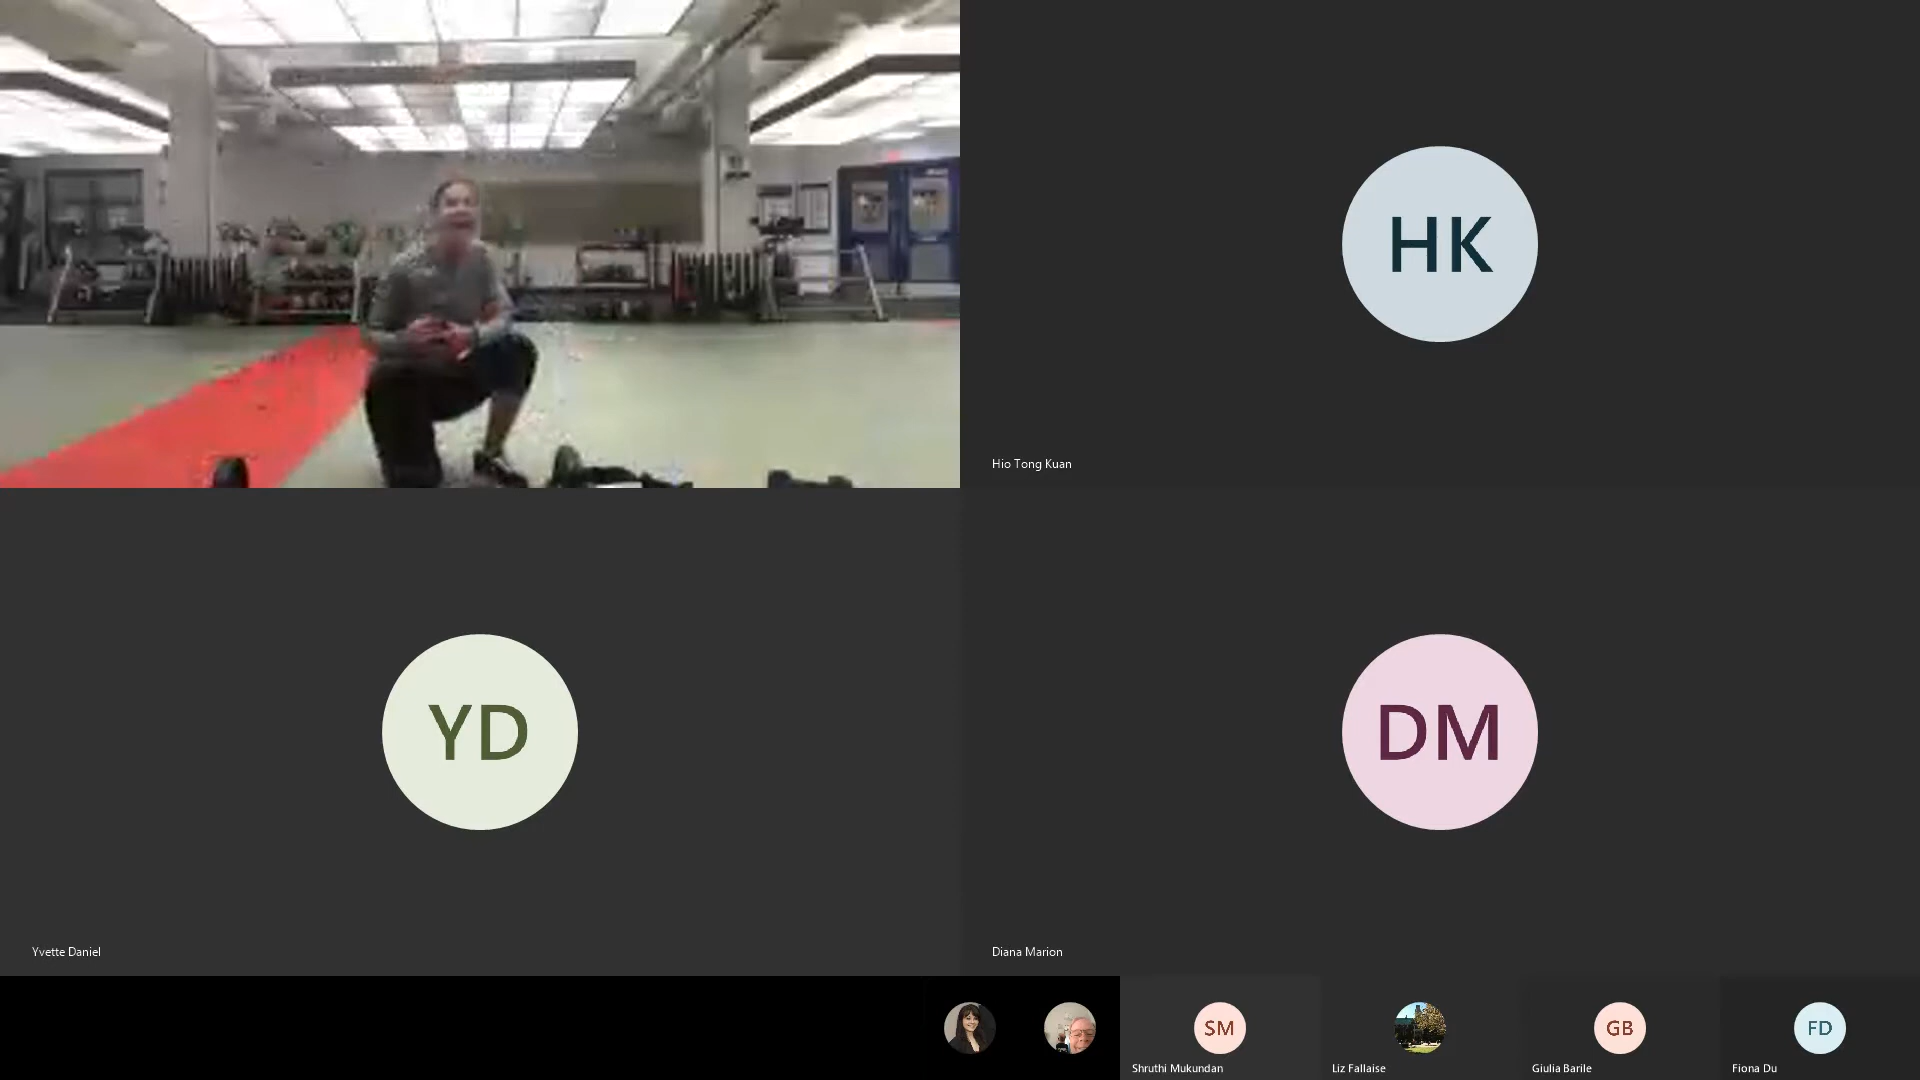 HK
Hio Tong Kuan
YD
DM
Yvette Daniel
Diana Marion
SM
GB
FD
Shruthi Mukundan
Liz Fallaise
Giulia Barile
Fiona Du